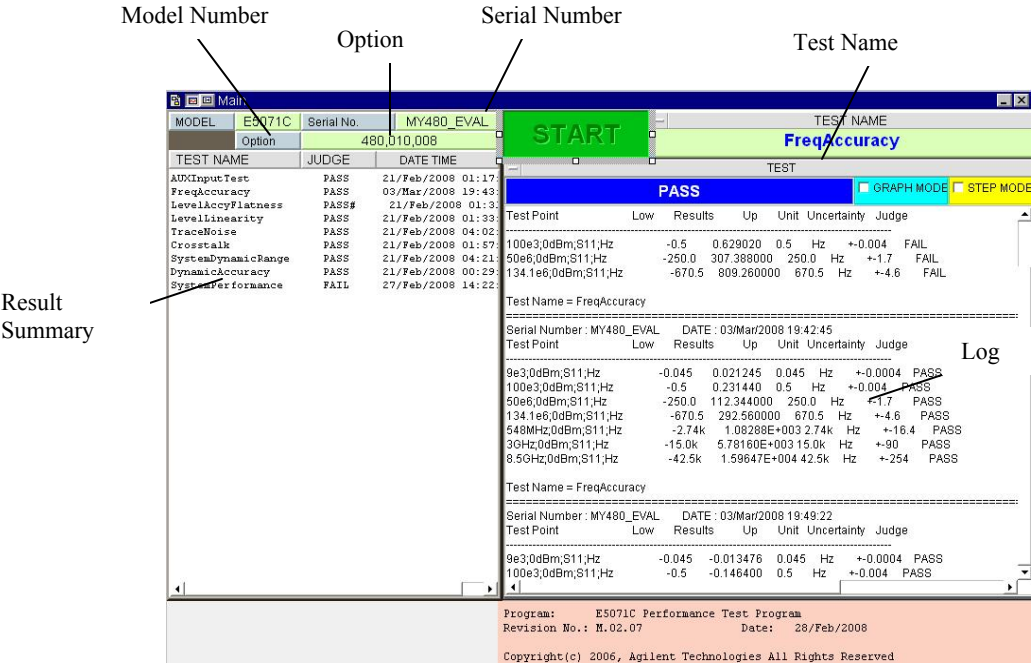 Model Number
Serial Number
Option
Test Name
Main
MODEL E5071C Serial No. MY480_EVAL
Option 480,010,008
START
TEST NAME
FreqAccuracy
TEST NAME JUDGE DATE TIME
AUXInputTest PASS 21/Feb/2008 01:17:
FreqAccuracy PASS 03/Mar/2008 19:43:
LevelAccyFlatness PASS# 21/Feb/2008 01:3
LevelLinearity PASS 21/Feb/2008 01:33:
TraceNoise PASS 21/Feb/2008 04:02:
Crosstalk PASS 21/Feb/2008 01:57:
SystemDynamicRange PASS 21/Feb/2008 04:21:
DynamicAccuracy PASS 21/Feb/2008 00:29:
SystemPerformance FAIL 27/Feb/2008 14:22:
Result
Summary
TEST
PASS
GRAPH MODE
STEP MODE
Test Point Low Results Up Unit Uncertainty Judge
100e3;0dBm;S11;Hz -0.5 0.629020 0.5 Hz +-0.004 FAIL
50e6;0dBm;S11;Hz -250.0 307.388000 250.0 Hz +-1.7 FAIL
134.1e6;0dBm;S11;Hz -670.5 809.260000 670.5 Hz +-4.6 FAIL
Test Name = FreqAccuracy
Serial Number : MY480_EVAL DATE : 03/Mar/2008 19:42:45
Test Point Low Results Up Unit Uncertainty Judge
9e3;0dBm;S11;Hz -0.045 0.021245 0.045 Hz +-0.0004 PASS
100e3;0dBm;S11;Hz -0.5 0.231440 0.5 Hz +-0.004 PASS
50e6;0dBm;S11;Hz -250.0 112.344000 250.0 Hz +-1.7 PASS
134.1e6;0dBm;S11;Hz -670.5 292.560000 670.5 Hz +-4.6 PASS
548MHz;0dBm;S11;Hz -2.74k 1.08288E+003 2.74k Hz +-16.4 PASS
3GHz;0dBm;S11;Hz -15.0k 5.78160E+003 15.0k Hz +-90 PASS
8.5GHz;0dBm;S11;Hz -42.5k 1.59647E+004 42.5k Hz +-254 PASS
Log
Test Name = FreqAccuracy
Serial Number : MY480_EVAL DATE : 03/Mar/2008 19:49:22
Test Point Low Results Up Unit Uncertainty Judge
9e3;0dBm;S11;Hz -0.045 -0.013476 0.045 Hz +-0.0004 PASS
100e3;0dBm;S11;Hz -0.5 -0.146400 0.5 Hz +-0.004 PASS
Program: E5071C Performance Test Program
Revision No.: M.02.07 Date: 28/Feb/2008
Copyright(c) 2006, Agilent Technologies All Rights Reserved